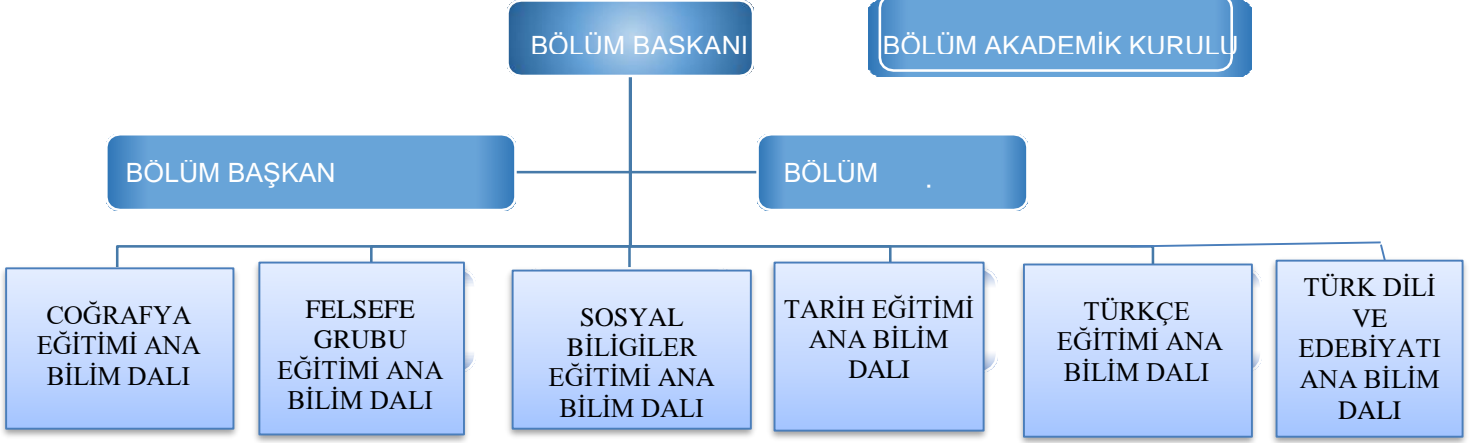 BÖLÜM BASKANI
BÖLÜM AKADEMİK KURULU
BÖLÜM BAŞKAN
BÖLÜM .
COĞRAFYA
EĞİTİMİ ANA
BİLİM DALI
FELSEFE
GRUBU
EĞİTİMİ ANA
BİLİM DALI
SOSYAL
BİLİGİLER
EĞİTİMİ ANA
BİLİM DALI
TARİH EĞİTİMİ
ANA BİLİM
DALI
TÜRKÇE
EĞİTİMİ ANA
BİLİM DALI
TÜRK DİLİ
VE
EDEBİYATI
ANA BİLİM
DALI